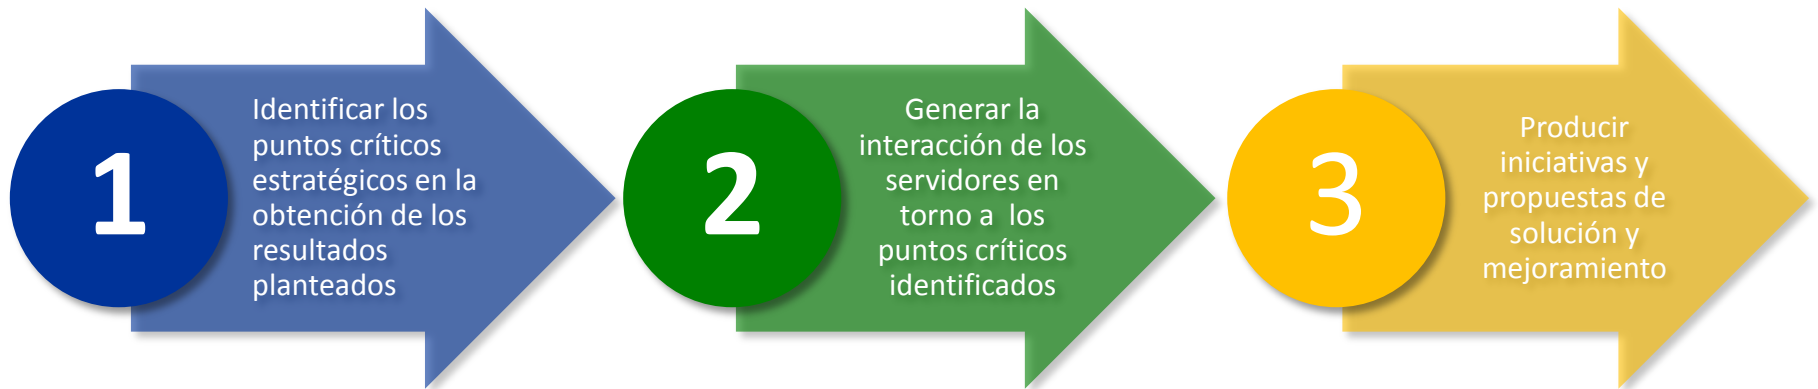 1
Identificar los
puntos críticos
estratégicos en la
obtención de los
resultados
planteados
2
Generar la
interacción de los
servidores en
torno a  los
puntos críticos
identificados
3
Producir
iniciativas y
propuestas de
solución y
mejoramiento